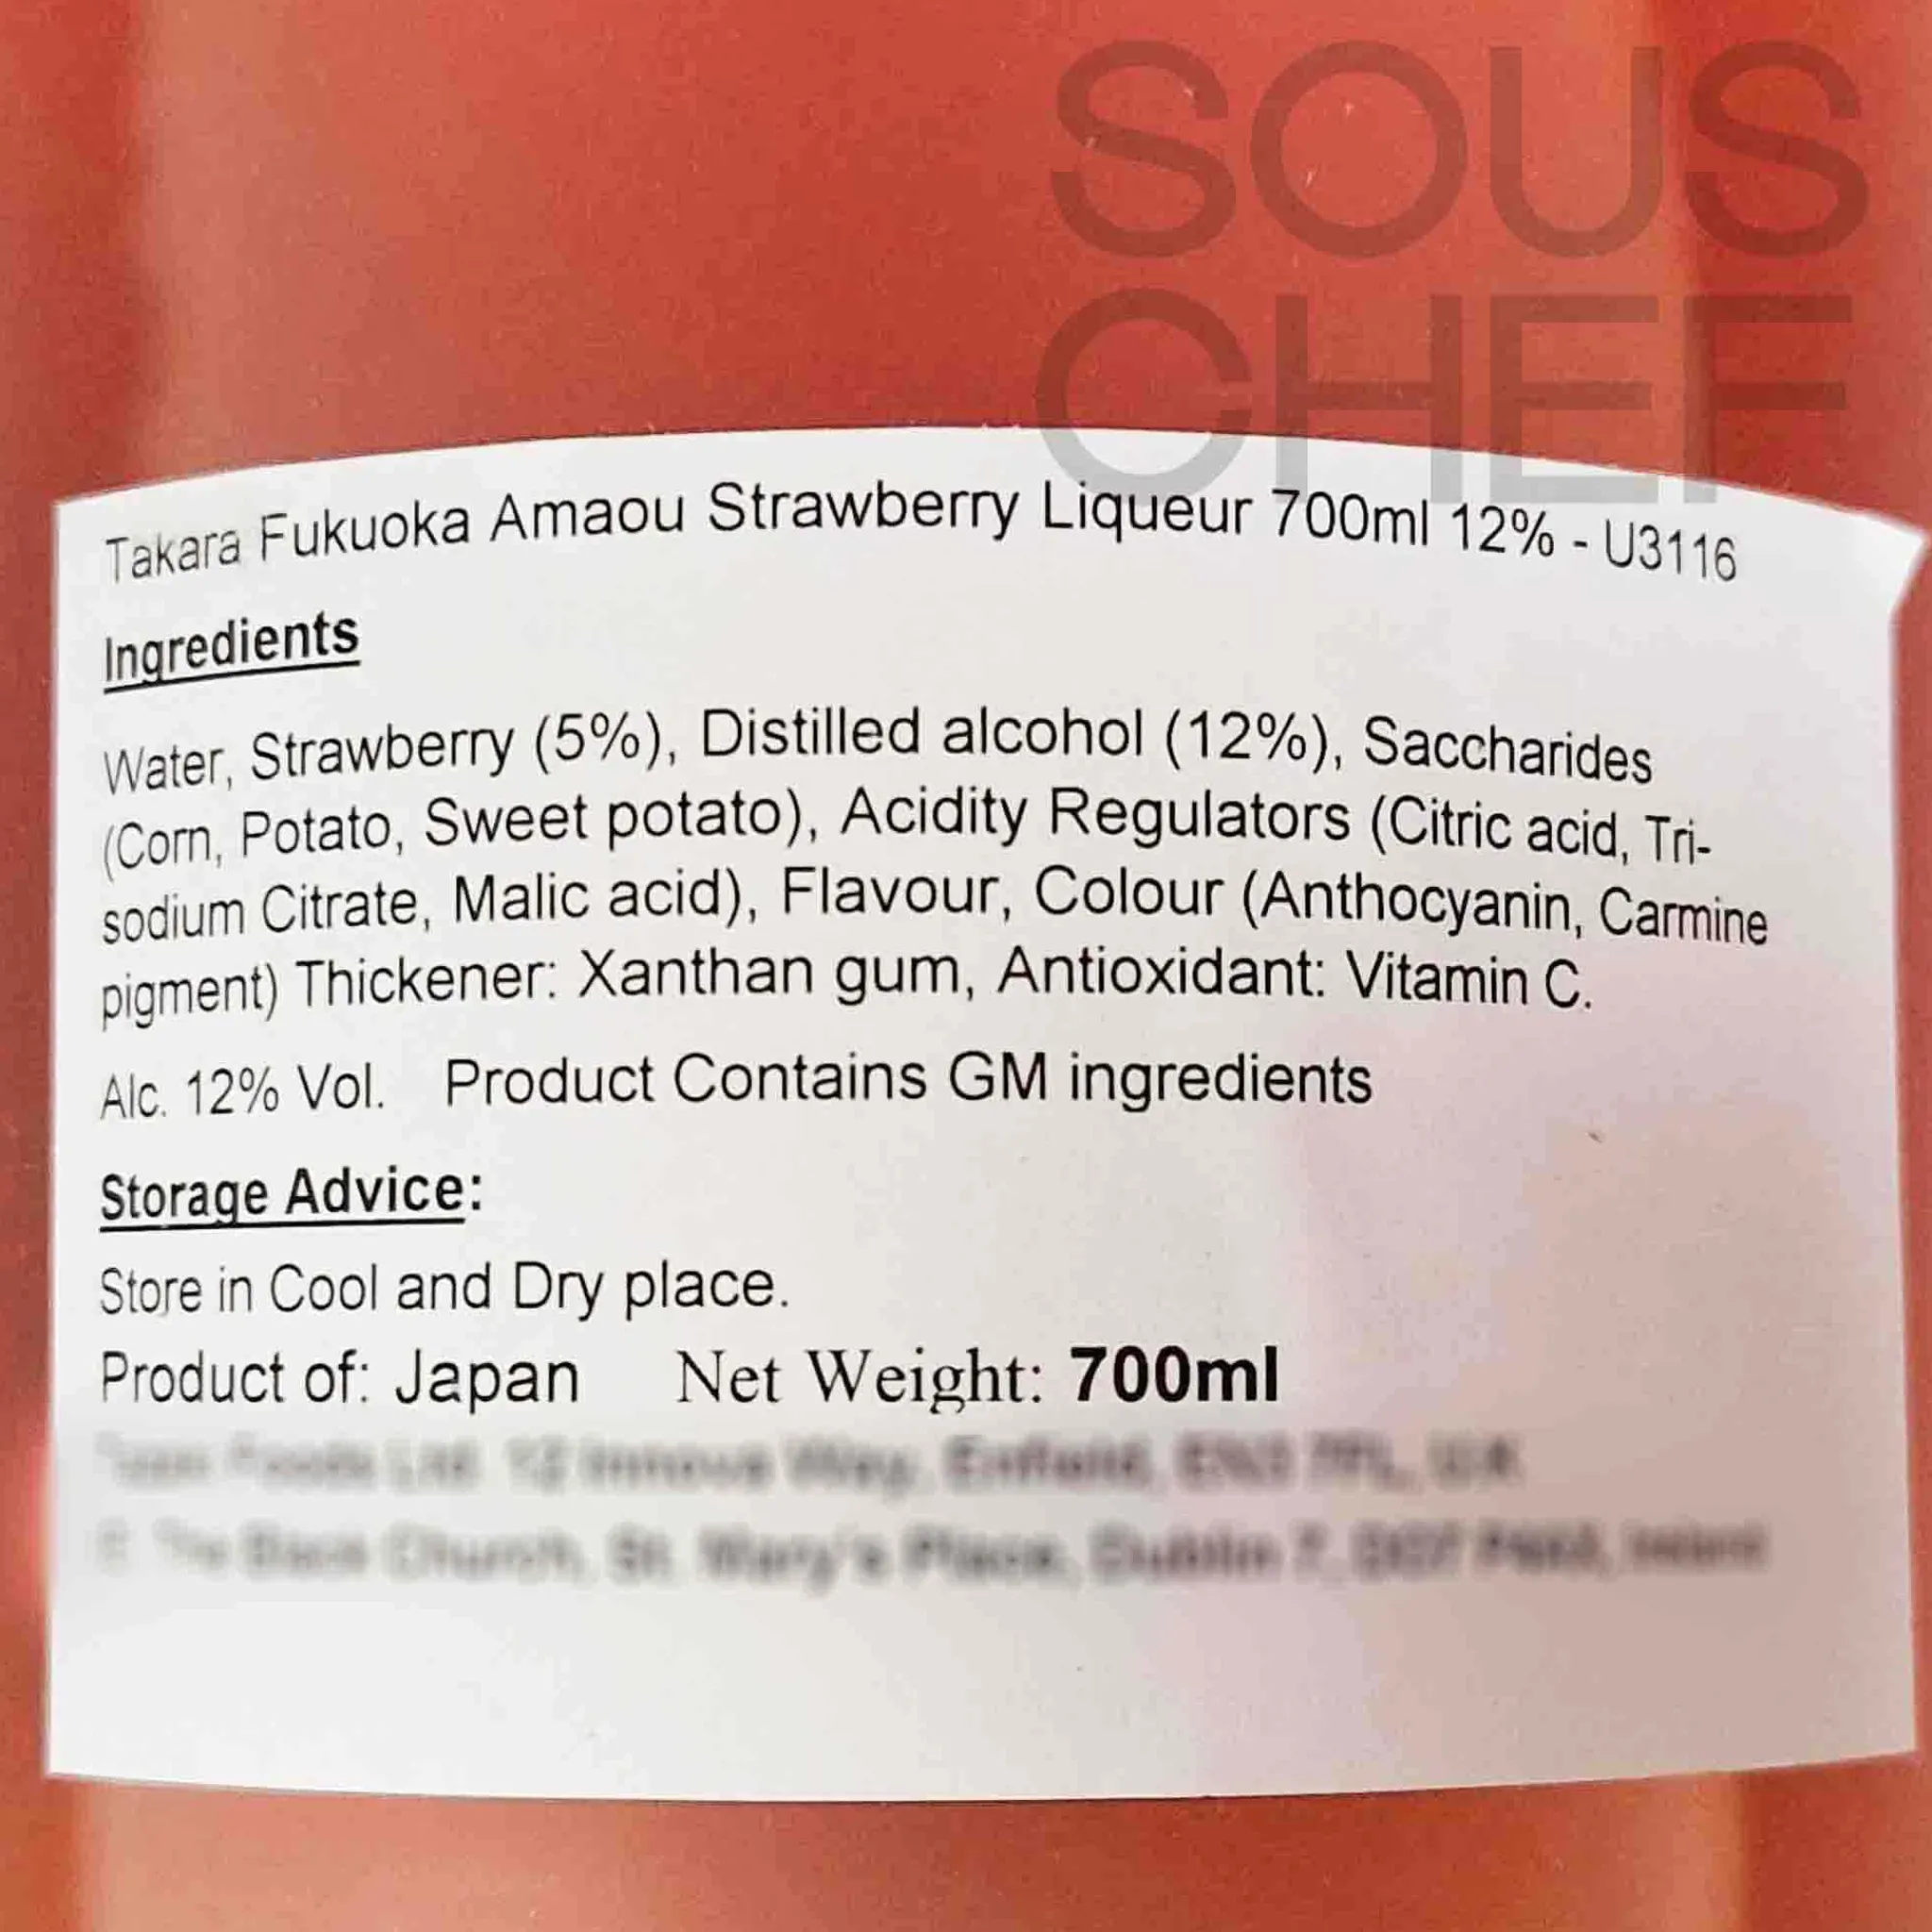 SOUS
CHEF
Takara Fukuoka Amaou Strawberry Liqueur 700ml 12% - U3116
Ingredients
Water, Strawberry (5%), Distilled alcohol (12%), Saccharides
(Corn, Potato, Sweet potato), Acidity Regulators (Citric acid, Tri-
sodium Citrate, Malic acid), Flavour, Colour (Anthocyanin, Carmine
pigment) Thickener: Xanthan gum, Antioxidant: Vitamin C.
Alc. 12% Vol. Product Contains GM ingredients
Storage Advice:
Store in Cool and Dry place.
Product of: Japan Net Weight: 700ml